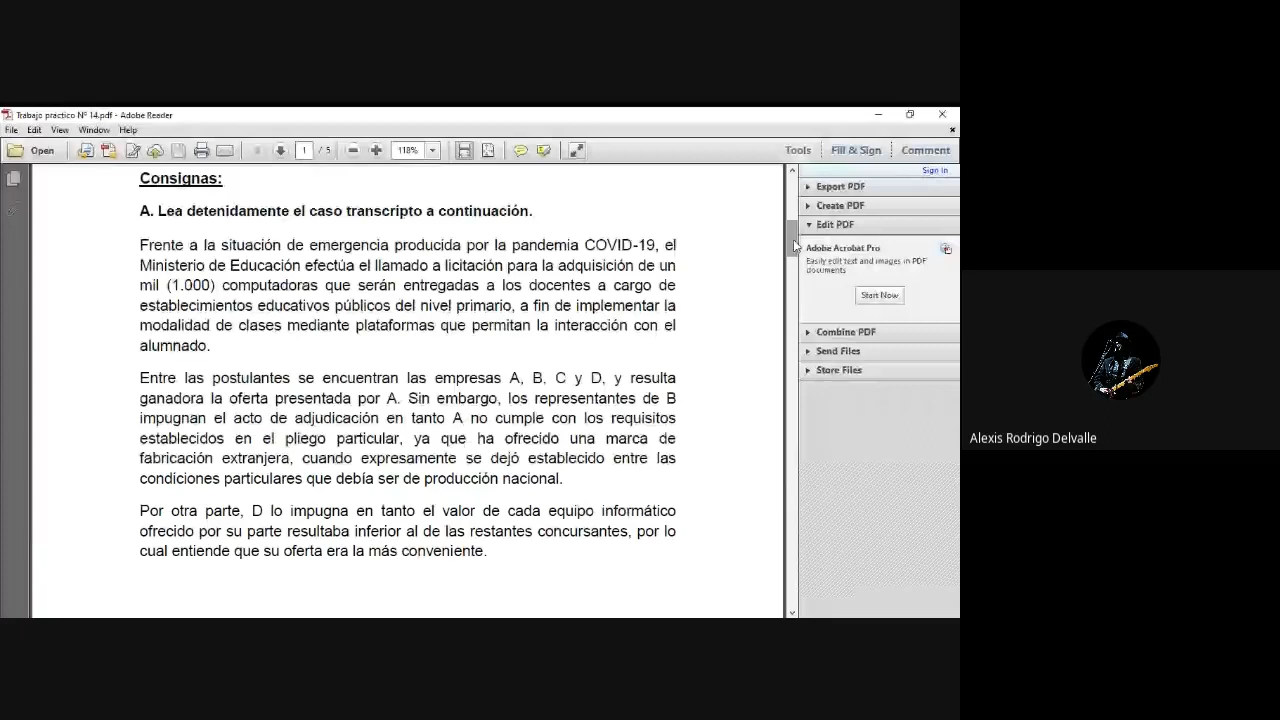 Trabajo práctico Nº 14.pdf - Adobe Reader
File Edit View Window Help
Open 1 / 5 118% Tools Fill & Sign Comment
Sign In
Export PDF
Create PDF
Edit PDF
Adobe Acrobat Pro
Easily edit text and images in PDF
documents
Start Now
Combine PDF
Send Files
Store Files
Consignas:
A. Lea detenidamente el caso transcripto a continuación.
Frente a la situación de emergencia producida por la pandemia COVID-19, el
Ministerio de Educación efectúa el llamado a licitación para la adquisición de un
mil (1.000) computadoras que serán entregadas a los docentes a cargo de
establecimientos educativos públicos del nivel primario, a fin de implementar la
modalidad de clases mediante plataformas que permitan la interacción con el
alumnado.
Entre las postulantes se encuentran las empresas A, B, C y D, y resulta
ganadora la oferta presentada por A. Sin embargo, los representantes de B
impugnan el acto de adjudicación en tanto A no cumple con los requisitos
establecidos en el pliego particular, ya que ha ofrecido una marca de
fabricación extranjera, cuando expresamente se dejó establecido entre las
condiciones particulares que debía ser de producción nacional.
Por otra parte, D lo impugna en tanto el valor de cada equipo informático
ofrecido por su parte resultaba inferior al de las restantes concursantes, por lo
cual entiende que su oferta era la más conveniente.
Alexis Rodrigo Delvalle